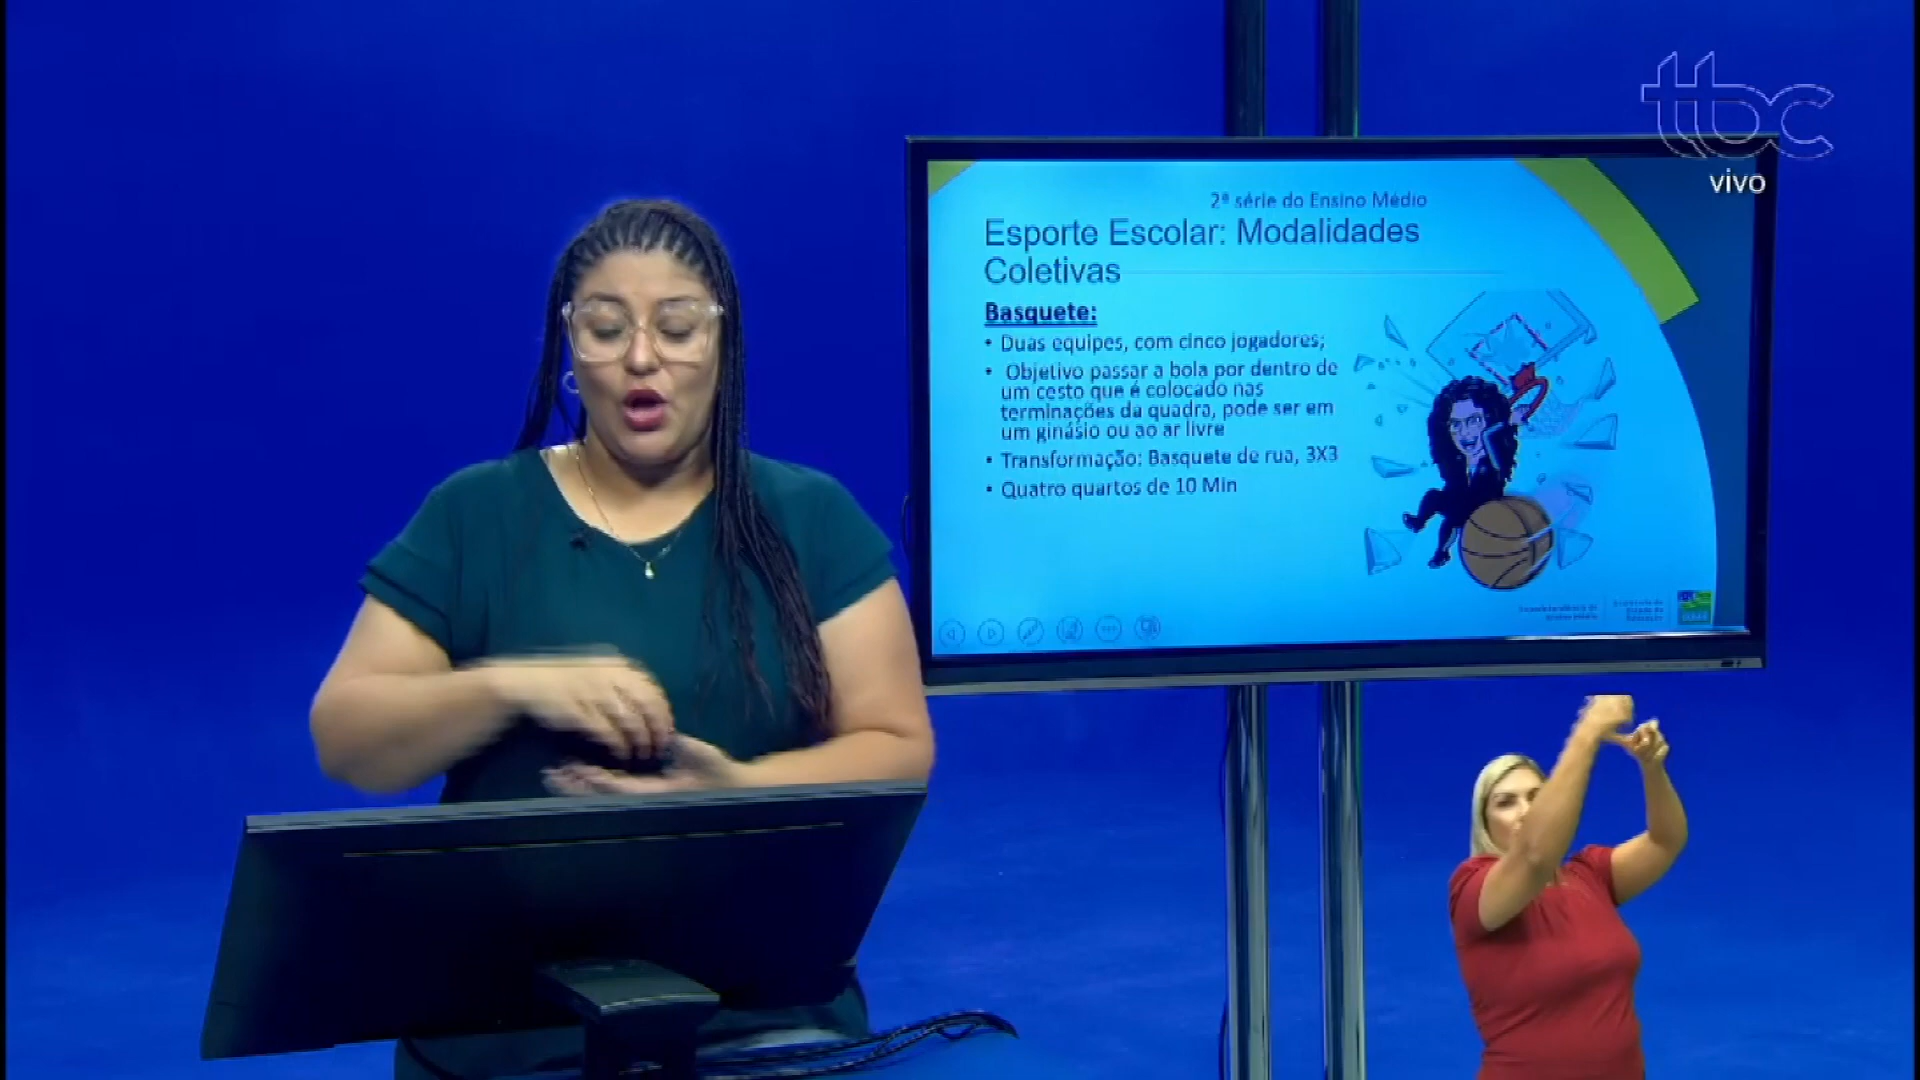 tbc
vivo
2ª série do Ensino Médio
Esporte Escolar: Modalidades
Coletivas
Basquete:
• Duas equipes, com cinco jogadores;
• Objetivo passar a bola por dentro de
um cesto que é colocado nas
terminações da quadra, pode ser em
um ginásio ou ao ar livre
• Transformação: Basquete de rua, 3X3
• Quatro quartos de 10 Min